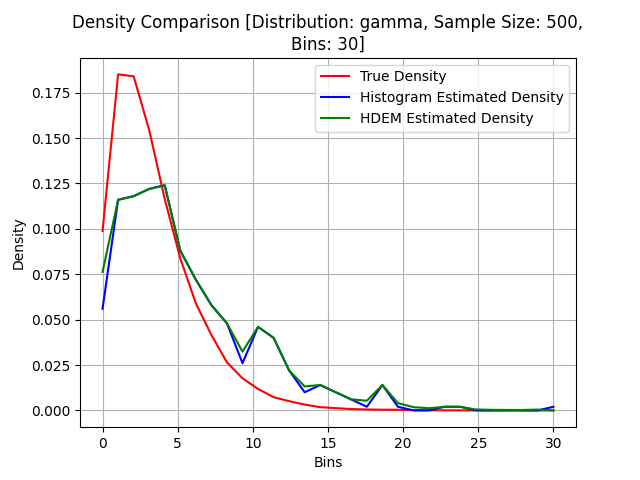 Density Comparison [Distribution: gamma, Sample Size: 500,
Bins: 30]
True Density
Histogram Estimated Density
HDEM Estimated Density
Density
0.175
0.150
0.125
0.100
0.075
0.050
0.025
0.000
0 5 10 15 20 25 30
Bins